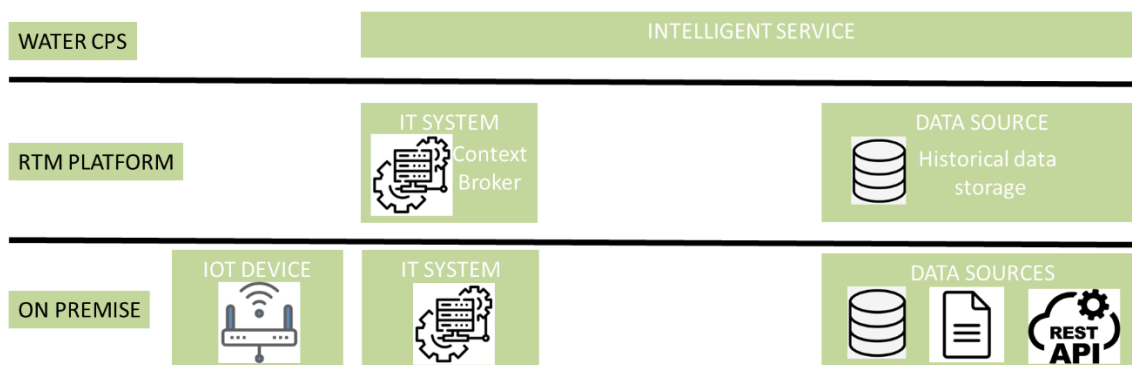 WATER CPS
INTELLIGENT SERVICE
RTM PLATFORM
IT SYSTEM
Context
Broker
DATA SOURCE
Historical data
storage
ON PREMISE
IOT DEVICE
IT SYSTEM
DATA SOURCES
REST
API